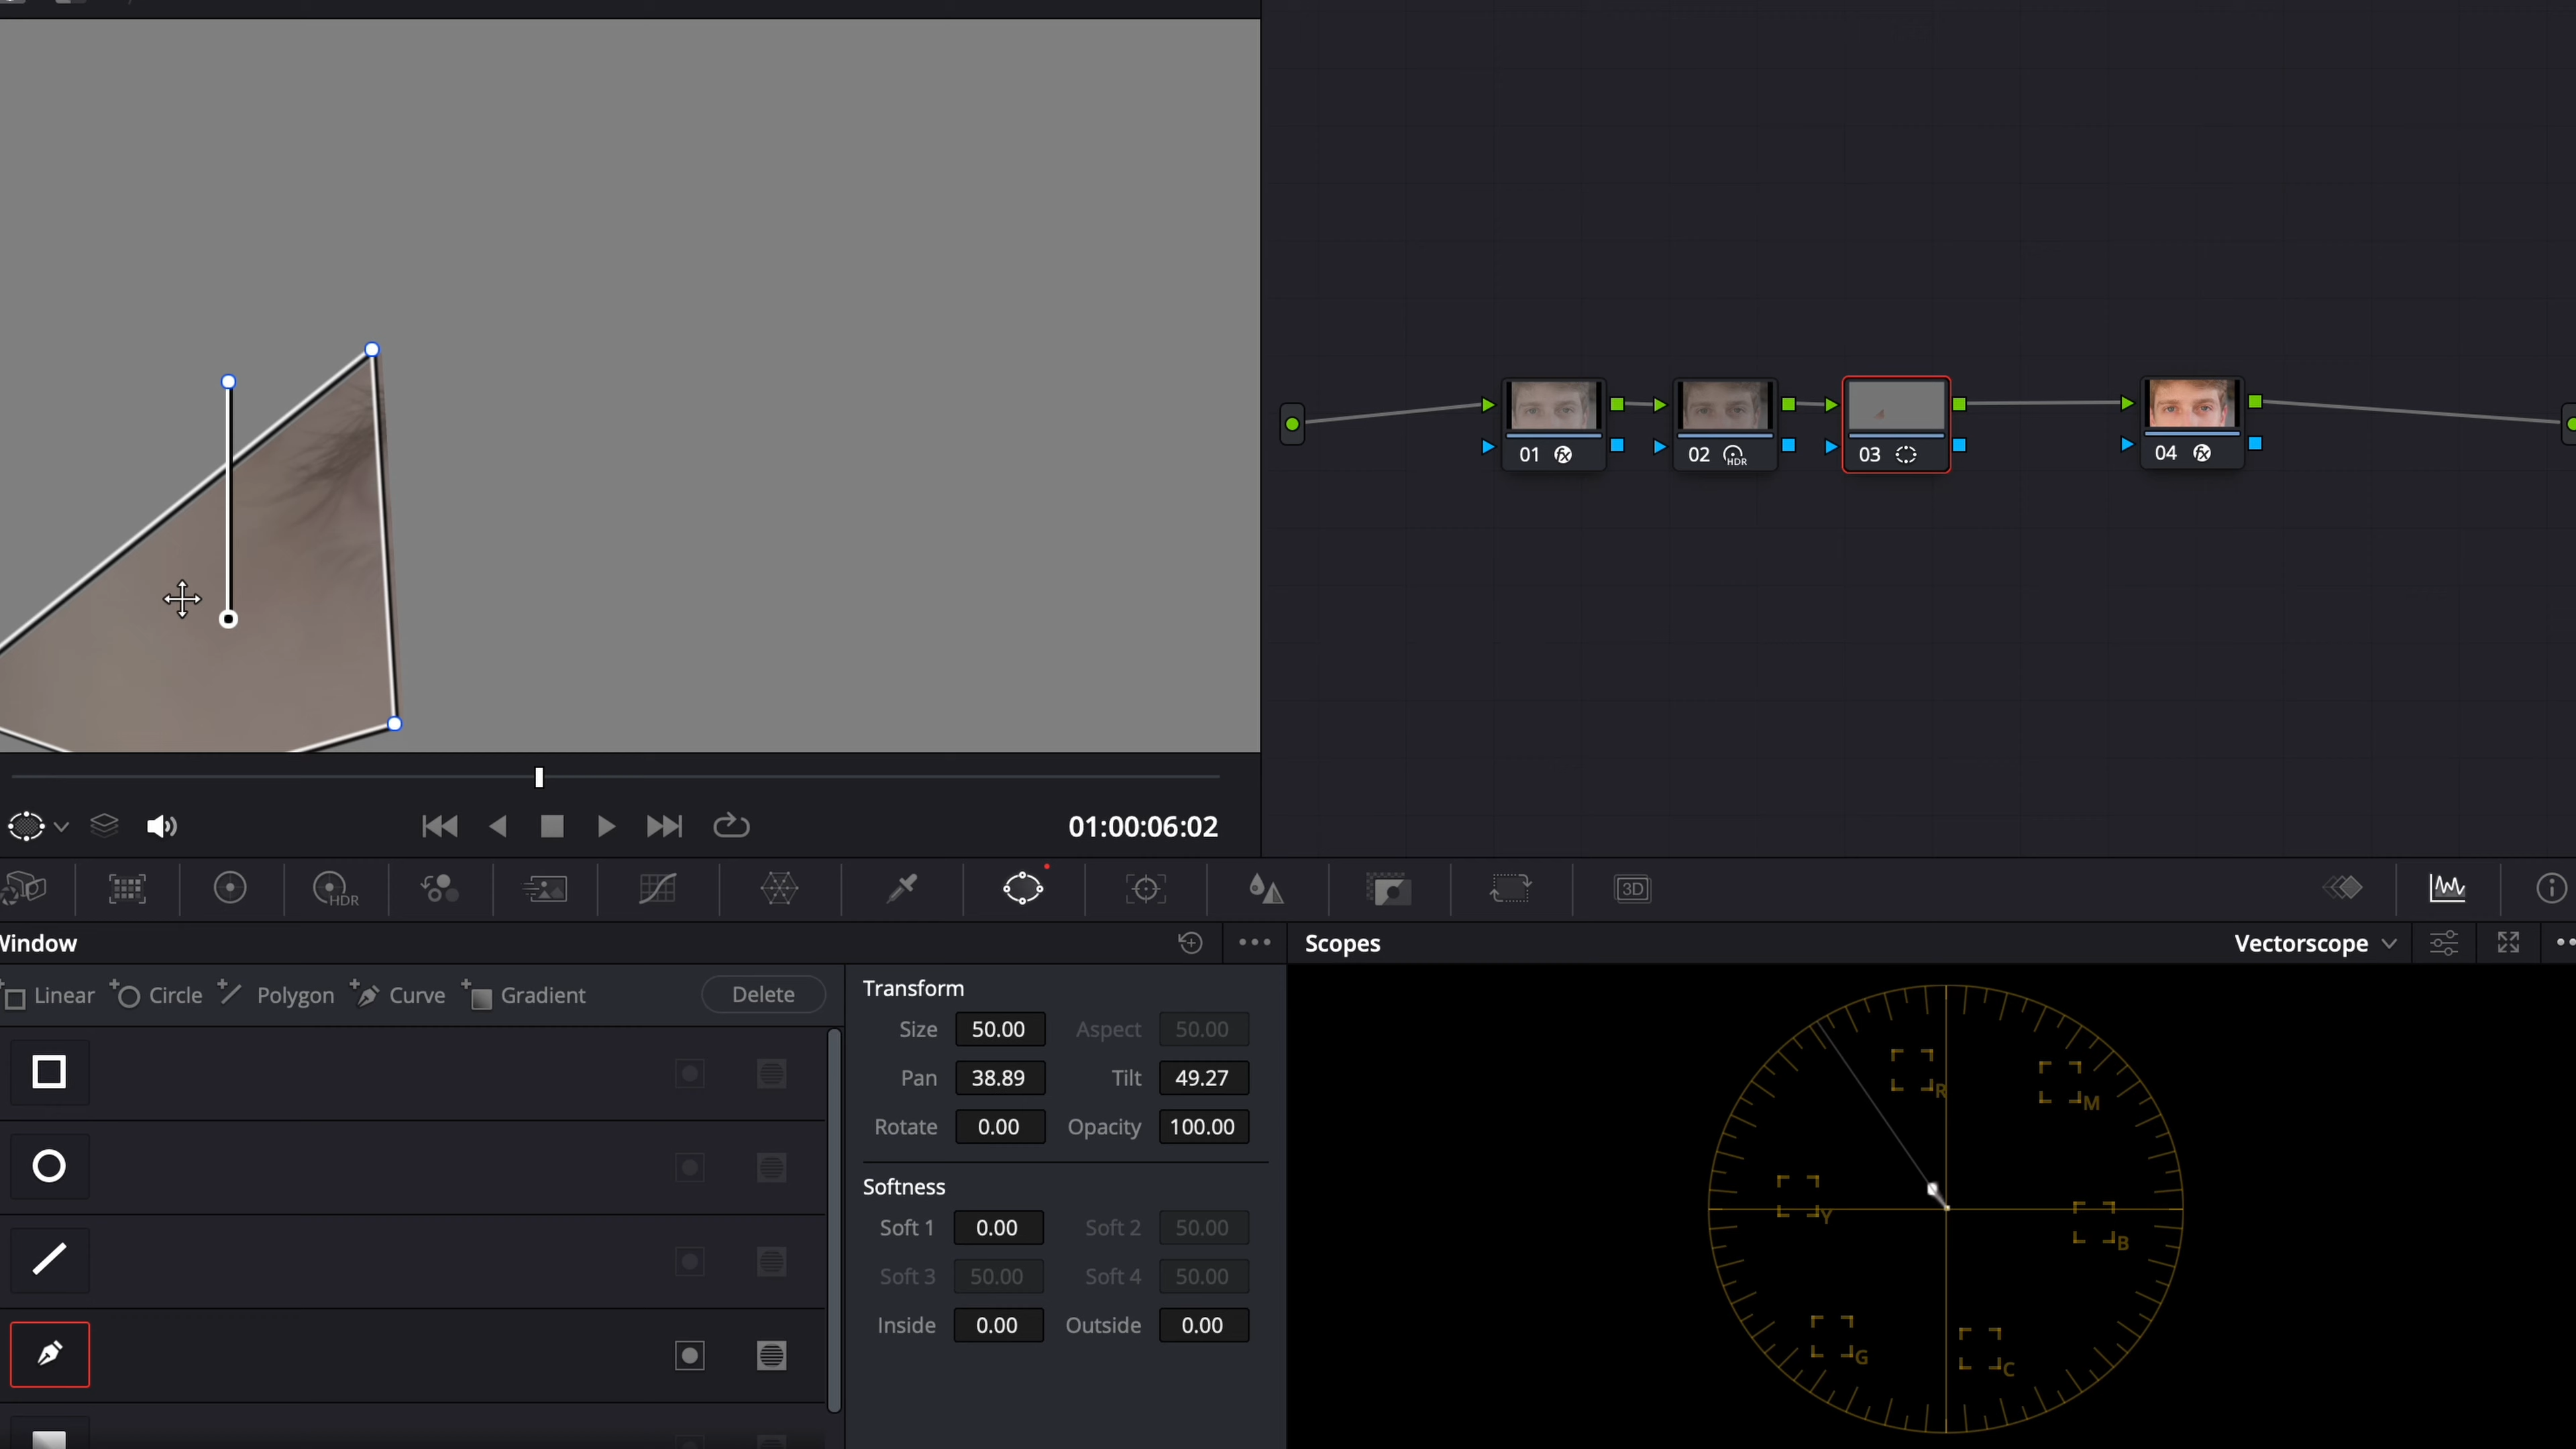 01
02
HDR
03
04
01:00:06:02
HDR
3D
Window
Scopes
Vectorscope
Linear
Circle
Polygon
Curve
Gradient
Delete
Transform
Size 50.00 Aspect 50.00
Pan 38.89 Tilt 49.27
Rotate 0.00 Opacity 100.00
Softness
Soft 1 0.00 Soft 2 50.00
Soft 3 50.00 Soft 4 50.00
Inside 0.00 Outside 0.00
R
M
Y
B
G
C